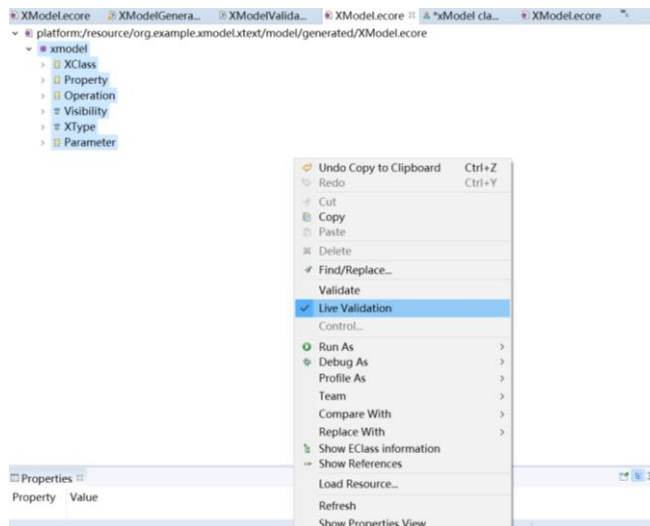 XModel.ecore XModelGenera... XModelValida... XModel.ecore *xModel cla... XModel.ecore
platform:/resource/org.example.xmodel.xtext/model/generated/XModel.ecore
xmodel
XClass
Property
Operation
Visibility
XType
Parameter
Undo Copy to Clipboard Ctrl+Z
Redo Ctrl+Y
Cut
Copy
Paste
Delete
Find/Replace...
Validate
Live Validation
Control...
Run As
Debug As
Profile As
Team
Compare With
Replace With
Show EClass information
Show References
Load Resource...
Refresh
Show Properties View
Properties
Property Value